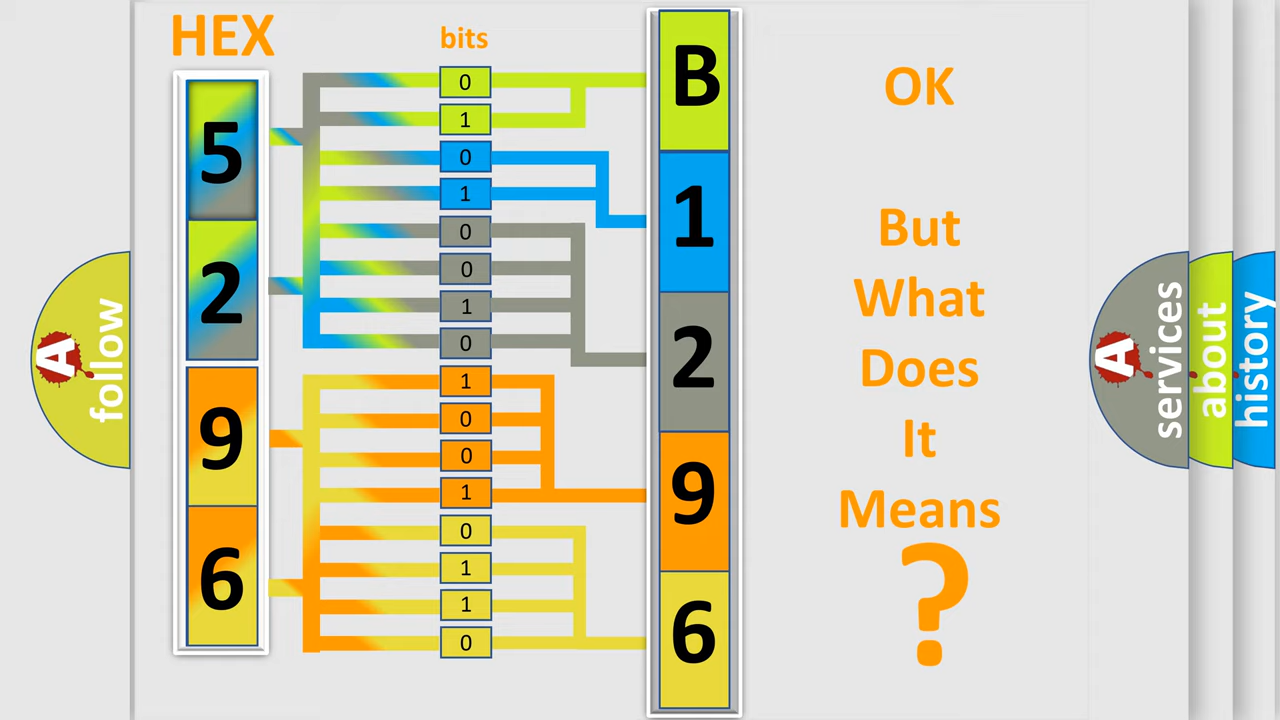 HEX
bits
5
2
9
6
0
1
0
1
0
0
1
0
1
0
0
1
0
1
1
0
B
1
2
9
6
OK
But
What
Does
It
Means
?
A
follow
A
services
about
history